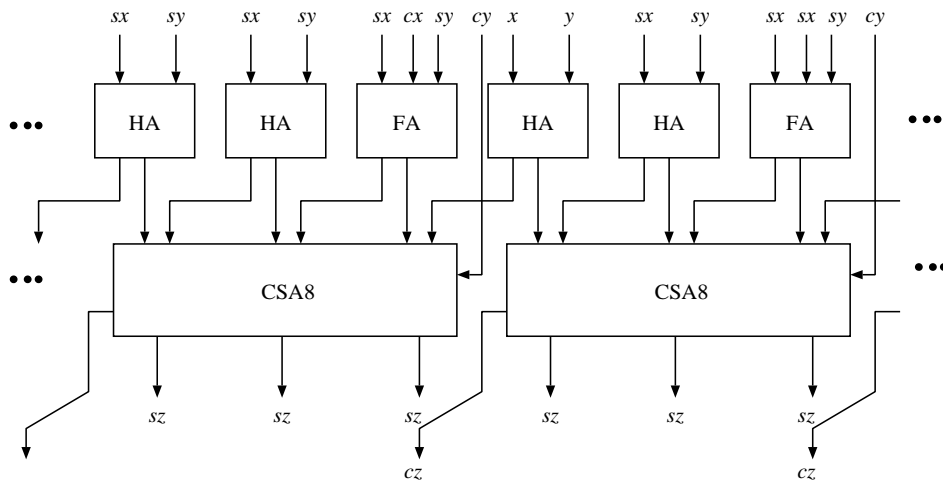 sx sy sx sy sx cx sy cy x y sx sy sx sx sy cy
HA HA FA HA HA FA
CSA8 CSA8
sz sz sz sz sz sz
cz cz